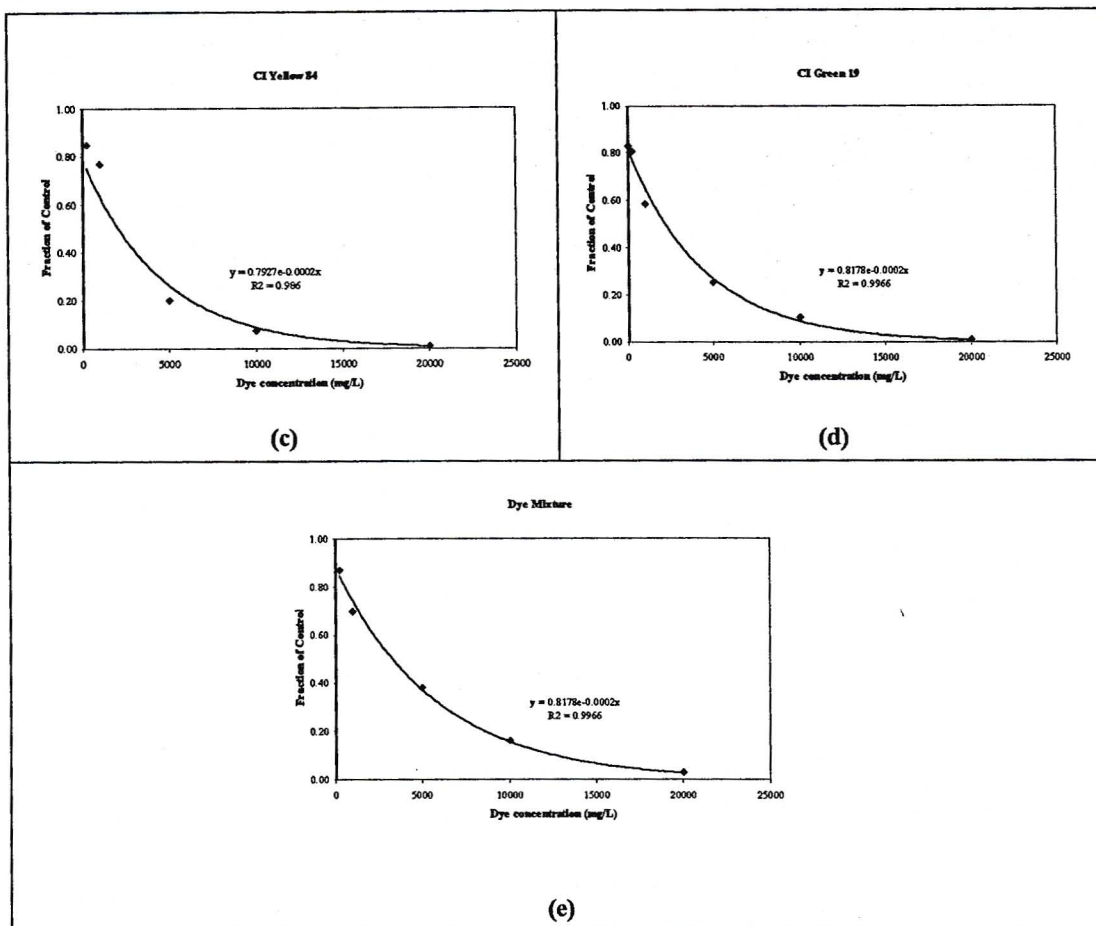 CI Yellow 84
1.00
0.80
0.60
0.40
0.20
0.00
Fraction of Control
y = 0.7927e-0.0002x
R2 = 0.986
0 5000 10000 15000 20000 25000
Dye concentration (mg/L)
(c)
CI Green 19
1.00
0.80
0.60
0.40
0.20
0.00
Fraction of Control
y = 0.8178e-0.0002x
R2 = 0.9966
0 5000 10000 15000 20000 25000
Dye concentration (mg/L)
(d)
Dye Mixture
1.00
0.80
0.60
0.40
0.20
0.00
Fraction of Control
y = 0.8178e-0.0002x
R2 = 0.9966
0 5000 10000 15000 20000 25000
Dye concentration (mg/L)
(e)